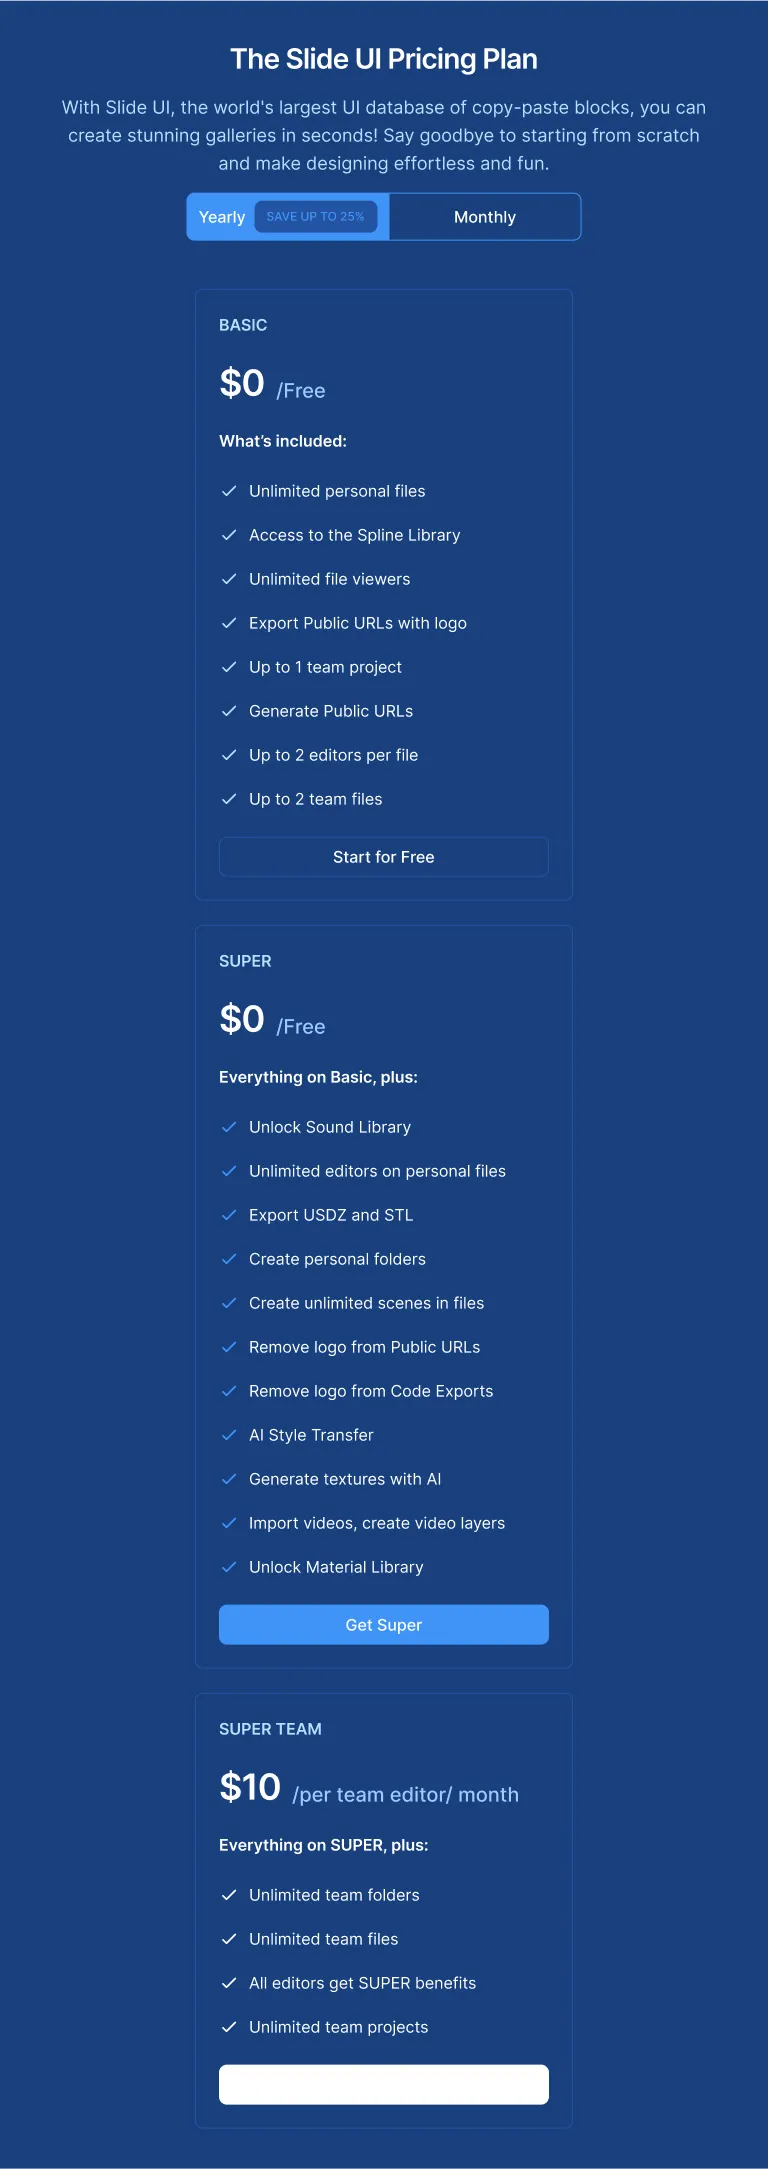 The Slide UI Pricing Plan
With Slide UI, the world's largest UI database of copy-paste blocks, you can
create stunning galleries in seconds! Say goodbye to starting from scratch
and make designing effortless and fun.
Yearly SAVE UP TO 25% Monthly
BASIC
$0 /Free
What’s included:
Unlimited personal files
Access to the Spline Library
Unlimited file viewers
Export Public URLs with logo
Up to 1 team project
Generate Public URLs
Up to 2 editors per file
Up to 2 team files
Start for Free
SUPER
$0 /Free
Everything on Basic, plus:
Unlock Sound Library
Unlimited editors on personal files
Export USDZ and STL
Create personal folders
Create unlimited scenes in files
Remove logo from Public URLs
Remove logo from Code Exports
AI Style Transfer
Generate textures with AI
Import videos, create video layers
Unlock Material Library
Get Super
SUPER TEAM
$10 /per team editor/ month
Everything on SUPER, plus:
Unlimited team folders
Unlimited team files
All editors get SUPER benefits
Unlimited team projects